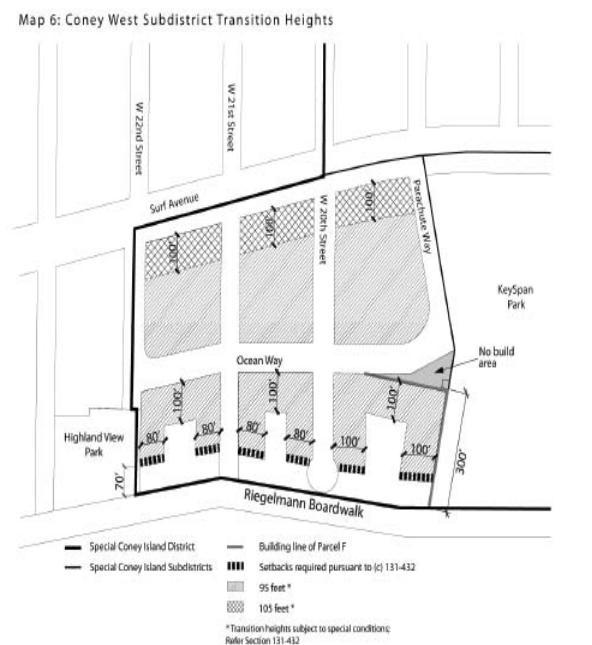 Map 6: Coney West Subdistrict Transition Heights
W 22nd Street
W 21st Street
Surf Avenue
W 20th Street
Parachute Way
100'
100'
100'
KeySpan
Park
No build
area
Ocean Way
100'
100'
100'
Highland View
Park
80'
80'
80'
80'
100'
100'
300'
70'
Riegelmann Boardwalk
Special Coney Island District
Building line of Parcel F
Special Coney Island Subdistricts
Setbacks required pursuant to (c) 131-432
95 feet *
105 feet *
* Transition heights subject to special conditions;
Refer Section 131-432